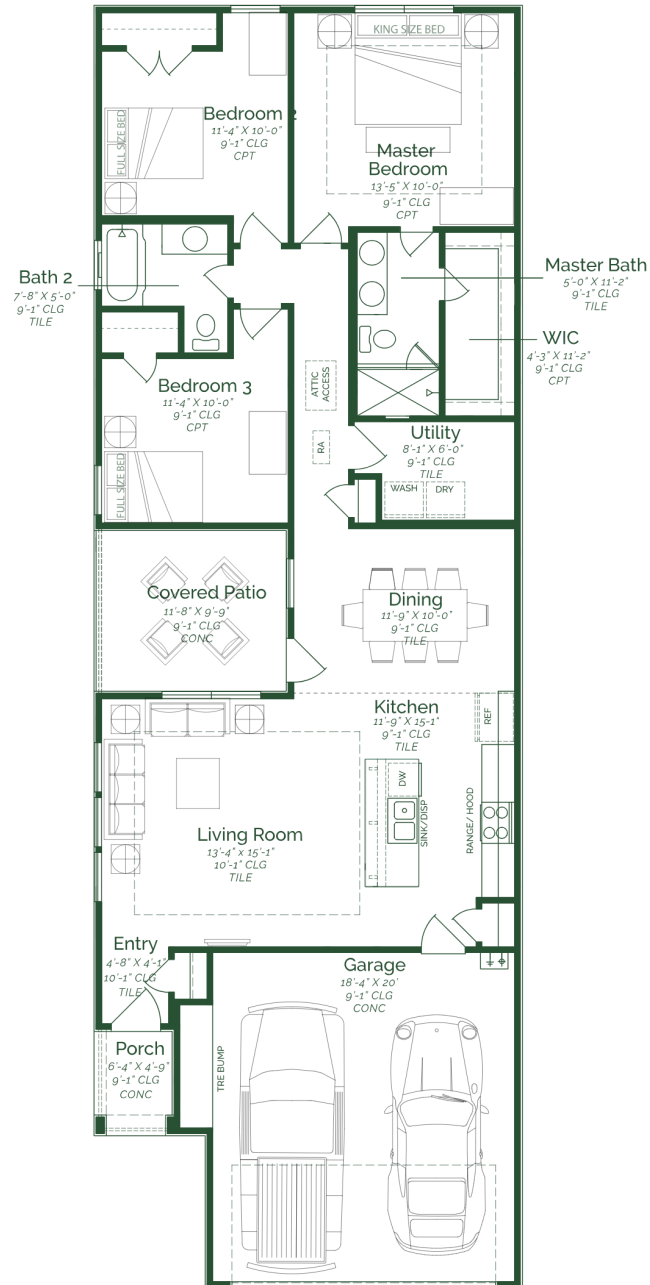 KING SIZE BED
Bedroom 2
11'-4" X 10'-0"
9'-1" CLG
CPT
FULL SIZE BED
Master
Bedroom
13'-5" X 10'-0"
9'-1" CLG
CPT
Bath 2
7'-8" X 5'-0"
9'-1" CLG
TILE
Master Bath
5'-0" X 11'-2"
9'-1" CLG
TILE
WIC
4'-3" X 11'-2"
9'-1" CLG
CPT
ATTIC
ACCESS
Bedroom 3
11'-4" X 10'-0"
9'-1" CLG
CPT
FULL SIZE BED
RA
Utility
8'-1" X 6'-0"
9'-1" CLG
TILE
WASH
DRY
Covered Patio
11'-8" X 9'-9"
9'-1" CLG
CONC
Dining
11'-9" X 10'-0"
9'-1" CLG
TILE
Kitchen
11'-9" X 15'-1"
9"-1" CLG
TILE
REF
DW
SINK/DISP
RANGE/ HOOD
Living Room
13'-4" x 15'-1"
10'-1" CLG
TILE
Entry
4'-8" X 4'-1"
10'-1" CLG
TILE
Garage
18'-4" X 20'
9'-1" CLG
CONC
Porch
6'-4" X 4'-9"
9'-1" CLG
CONC
TRE BUMP